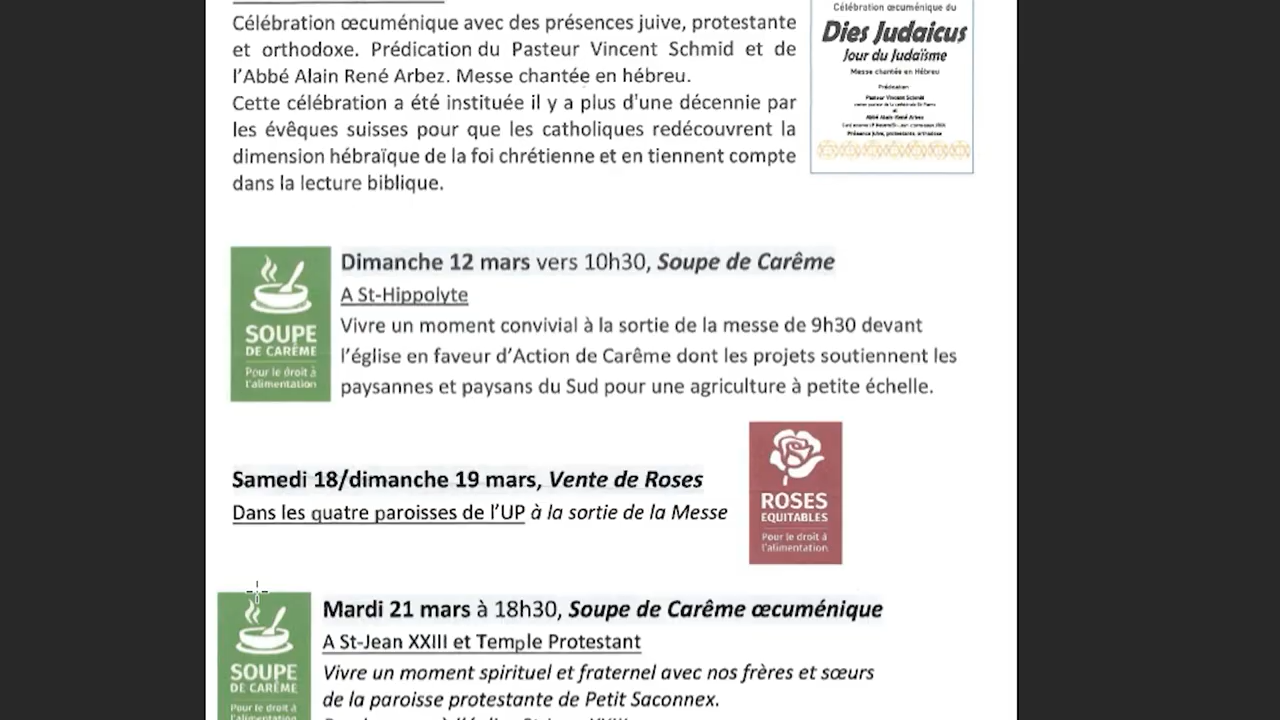 Célébration œcuménique avec des présences juive, protestante
et orthodoxe. Prédication du Pasteur Vincent Schmid et de
l'Abbé Alain René Arbez. Messe chantée en hébreu.
Cette célébration a été instituée il y a plus d'une décennie par
les évêques suisses pour que les catholiques redécouvrent la
dimension hébraïque de la foi chrétienne et en tiennent compte
dans la lecture biblique.
Célébration œcuménique du
Dies Judaicus
Jour du Judaïsme
Messe chantée en Hébreu
Prédication
Pasteur Vincent Schmid
et
Abbé Alain René Arbez
Présence juive, protestante, orthodoxe
SOUPE
DE CARÊME
Pour le droit à
l'alimentation
Dimanche 12 mars vers 10h30, Soupe de Carême
A St-Hippolyte
Vivre un moment convivial à la sortie de la messe de 9h30 devant
l'église en faveur d'Action de Carême dont les projets soutiennent les
paysannes et paysans du Sud pour une agriculture à petite échelle.
Samedi 18/dimanche 19 mars, Vente de Roses
Dans les quatre paroisses de l'UP à la sortie de la Messe
ROSES
EQUITABLES
Pour le droit à
l'alimentation
SOUPE
DE CARÊME
Pour le droit à
l'alimentation
Mardi 21 mars à 18h30, Soupe de Carême œcuménique
A St-Jean XXIII et Temple Protestant
Vivre un moment spirituel et fraternel avec nos frères et sœurs
de la paroisse protestante de Petit Saconnex.